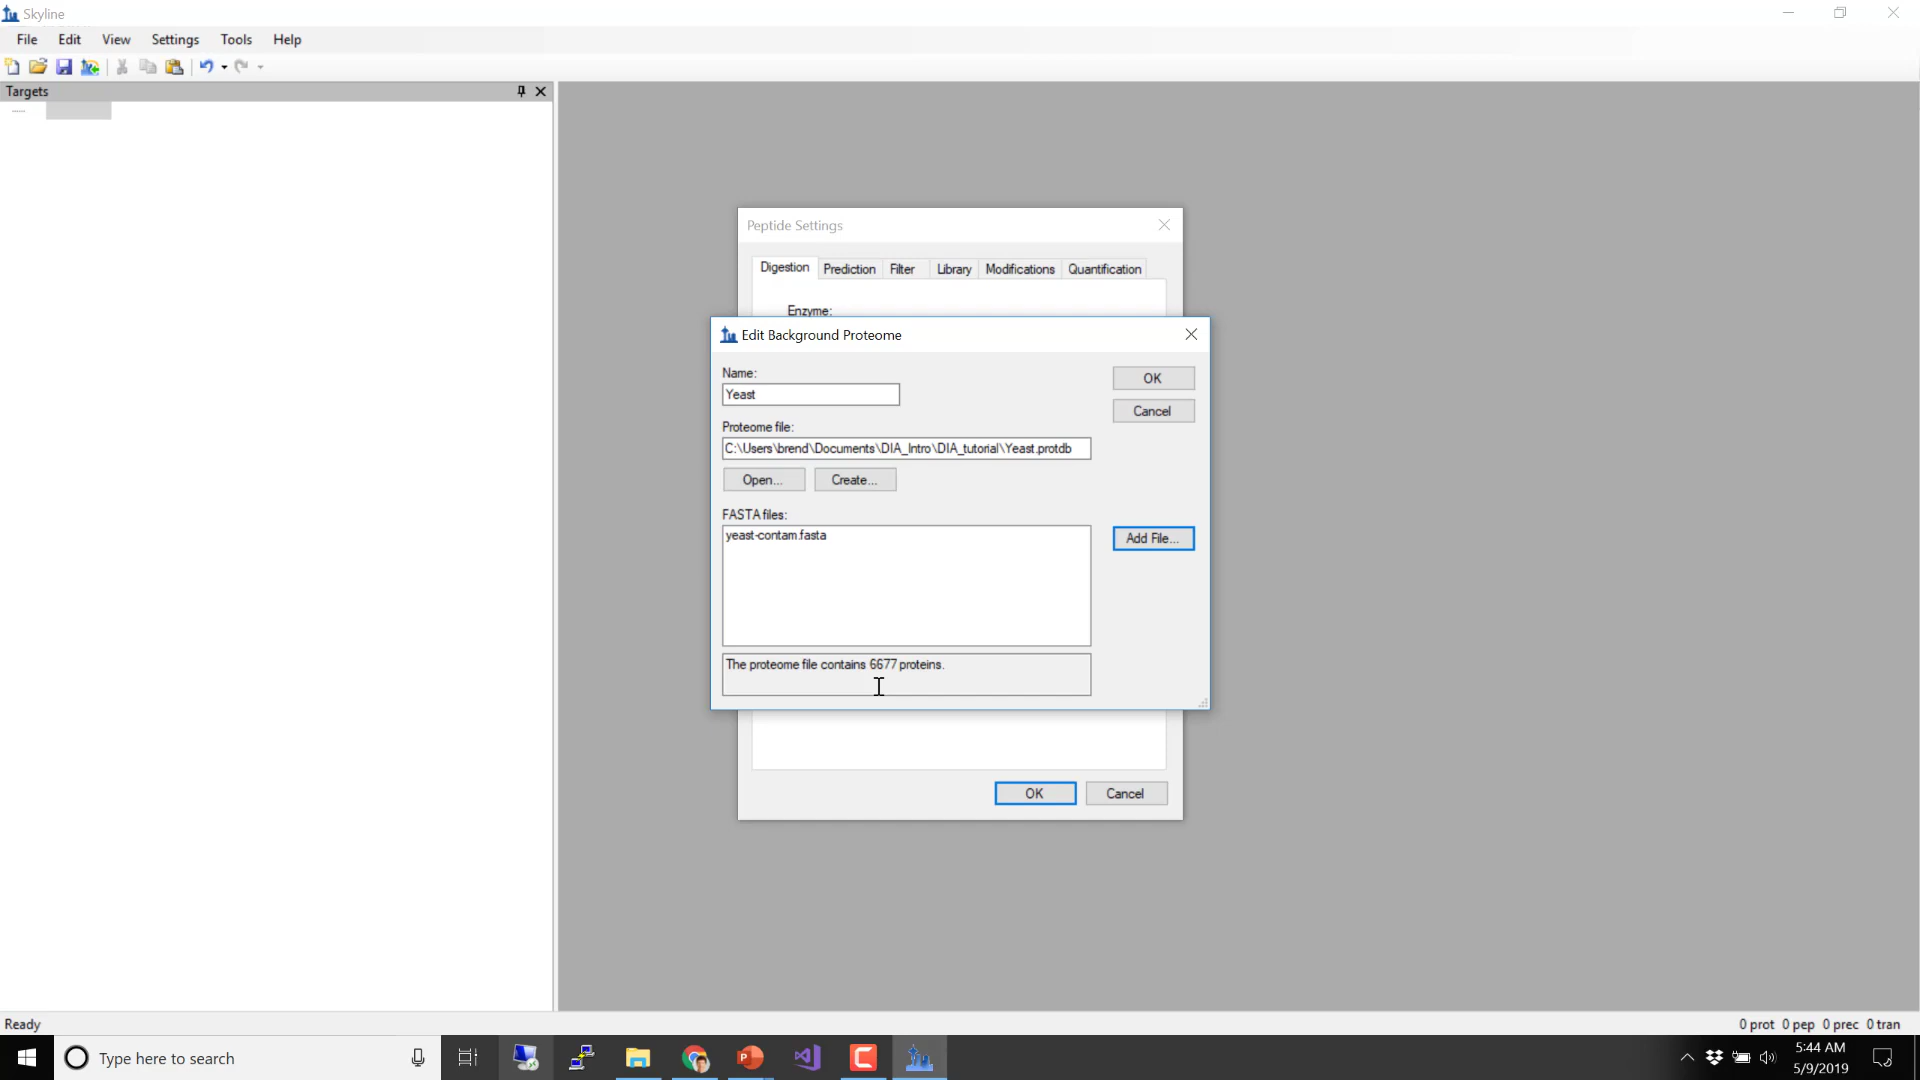 Skyline
File Edit View Settings Tools Help
Targets
Peptide Settings
Digestion Prediction Filter Library Modifications Quantification
Enzyme:
Edit Background Proteome
Name:
OK
Yeast
Cancel
Proteome file:
C:\Users\brend\Documents\DIA_Intro\DIA_tutorial\Yeast.protdb
Open... Create...
FASTA files:
yeast-contam.fasta
Add File...
The proteome file contains 6677 proteins.
OK Cancel
Ready
0 prot 0 pep 0 prec 0 tran
Type here to search
5:44 AM
5/9/2019